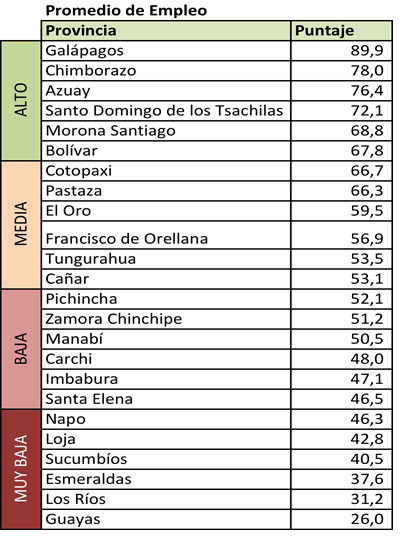 Promedio de Empleo
Provincia Puntaje
ALTO
Galápagos 89,9
Chimborazo 78,0
Azuay 76,4
Santo Domingo de los Tsachilas 72,1
Morona Santiago 68,8
Bolívar 67,8
MEDIA
Cotopaxi 66,7
Pastaza 66,3
El Oro 59,5
Francisco de Orellana 56,9
Tungurahua 53,5
Cañar 53,1
BAJA
Pichincha 52,1
Zamora Chinchipe 51,2
Manabí 50,5
Carchi 48,0
Imbabura 47,1
Santa Elena 46,5
MUY BAJA
Napo 46,3
Loja 42,8
Sucumbíos 40,5
Esmeraldas 37,6
Los Ríos 31,2
Guayas 26,0